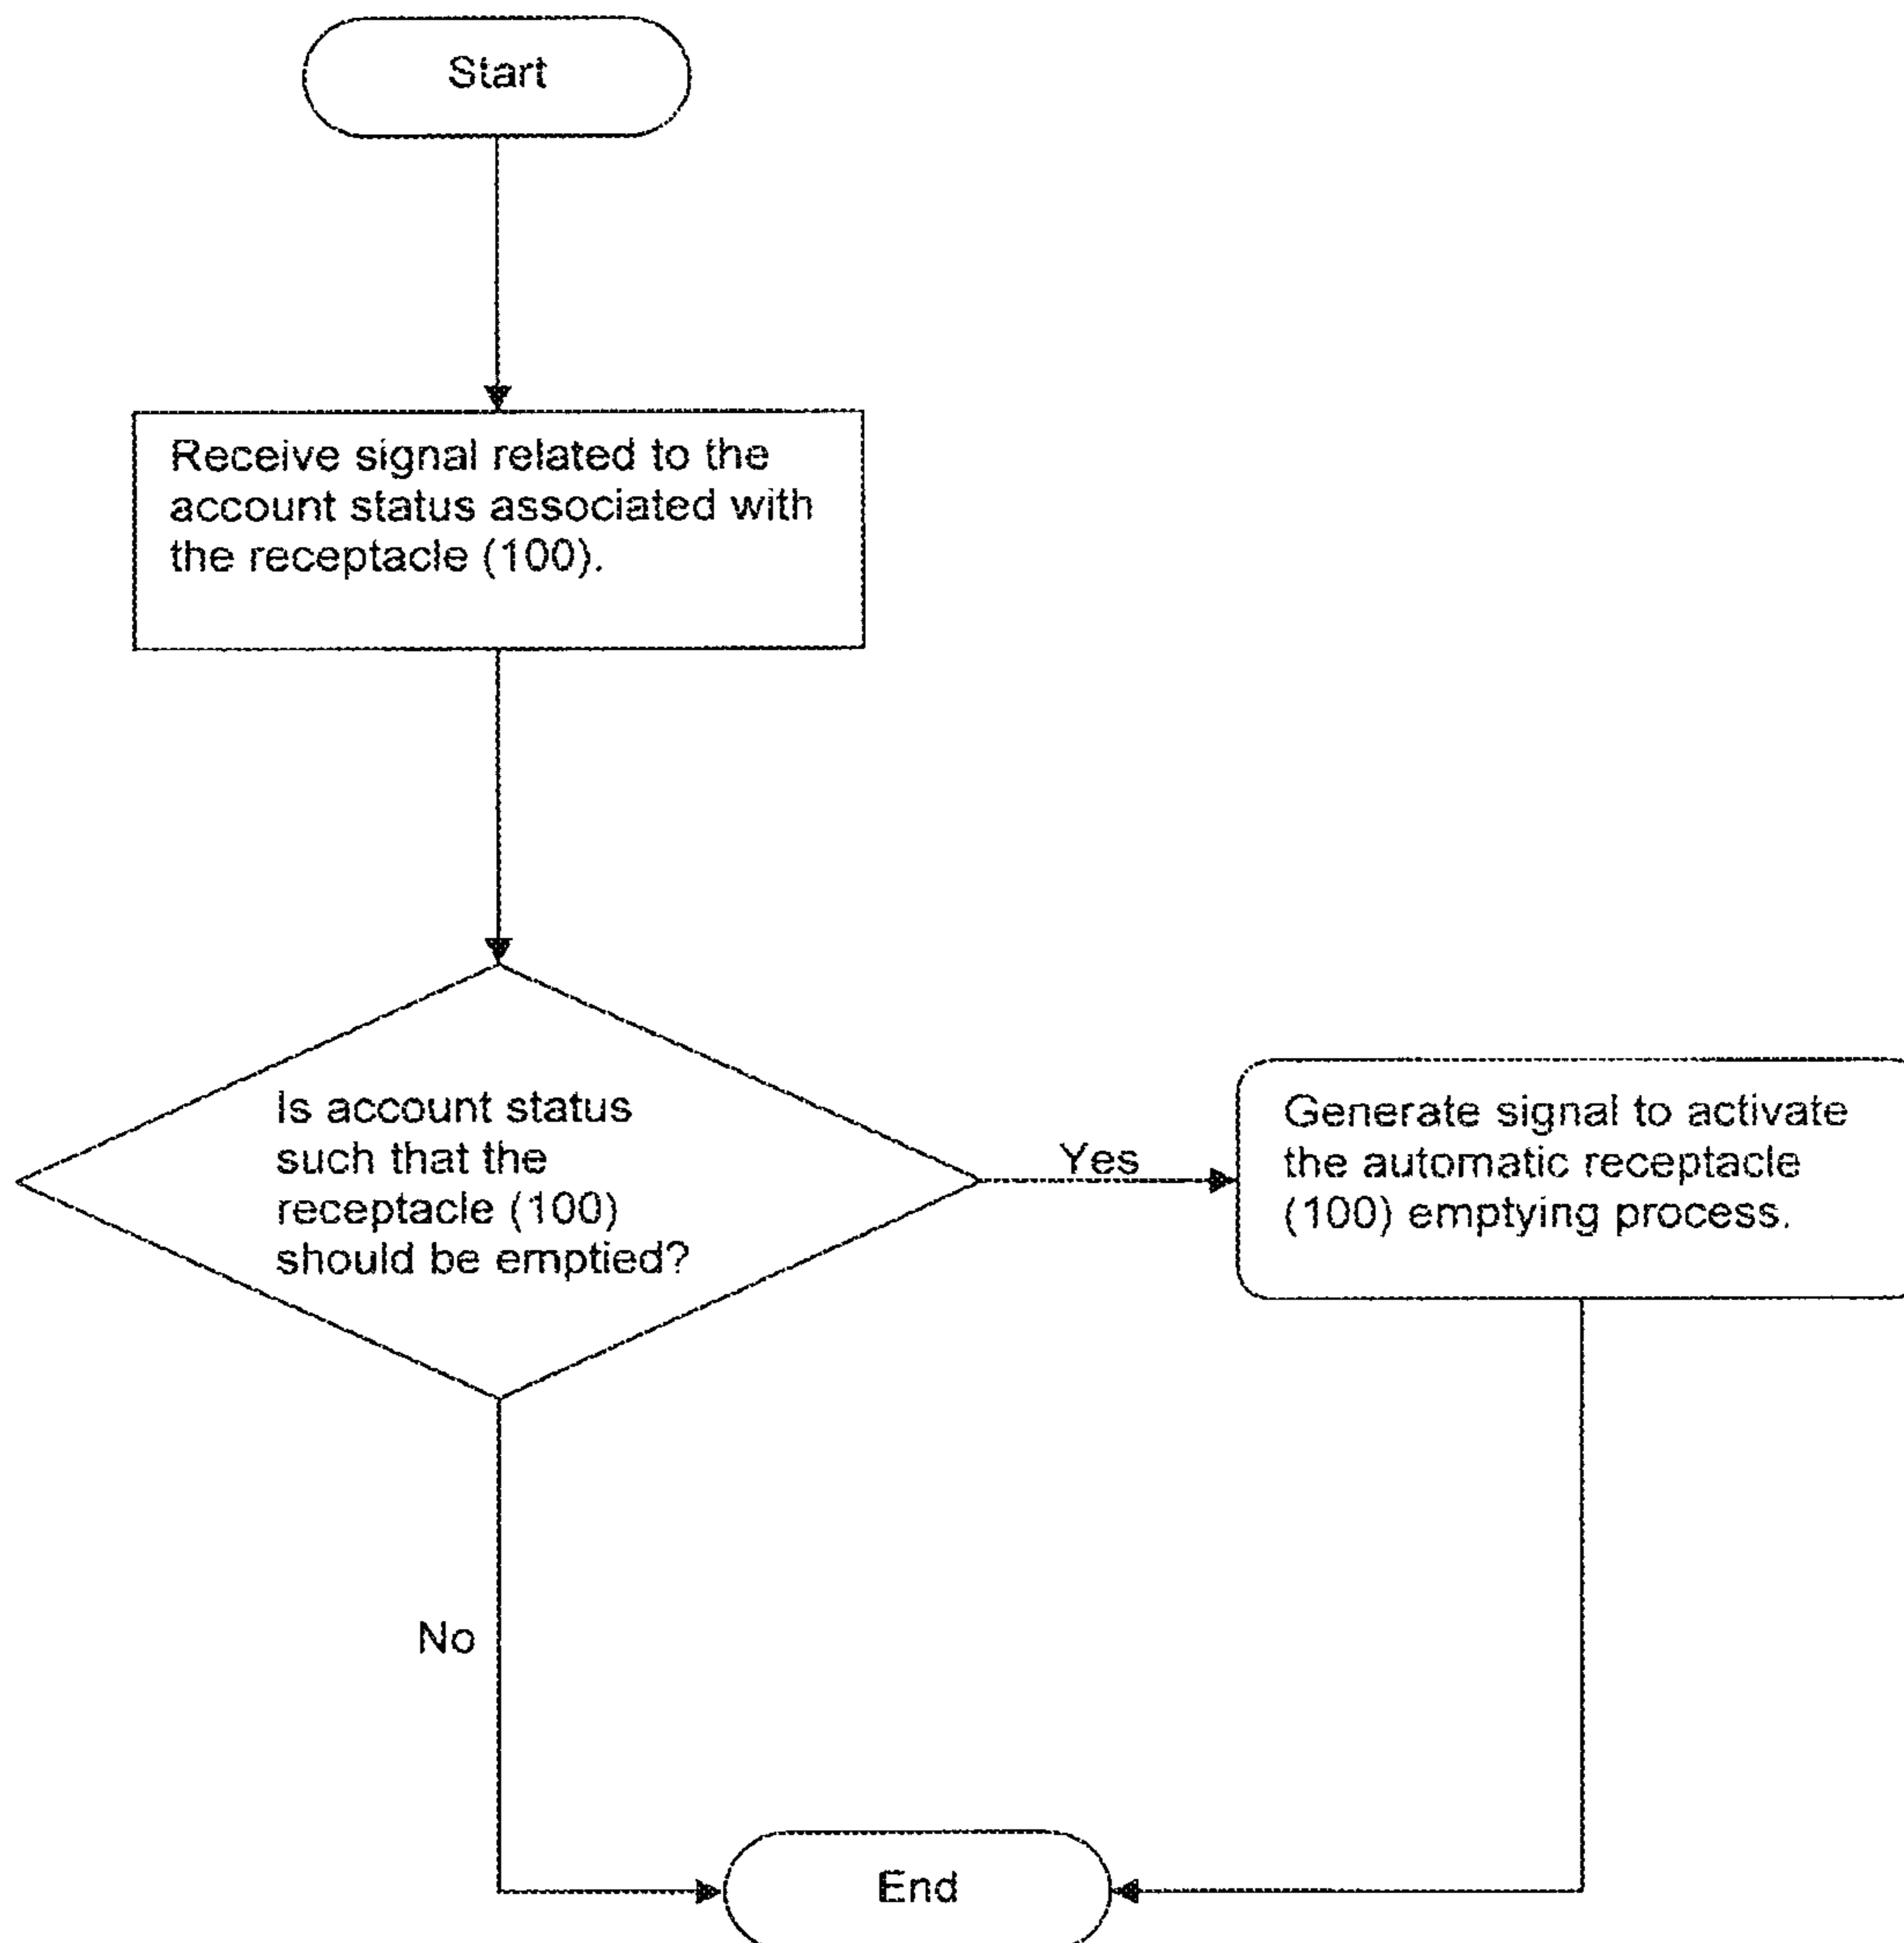 Start
Receive signal related to the
account status associated with
the receptacle (100).
Is account status
such that the
receptacle (100)
should be emptied?
Yes
Generate signal to activate
the automatic receptacle
(100) emptying process.
No
End